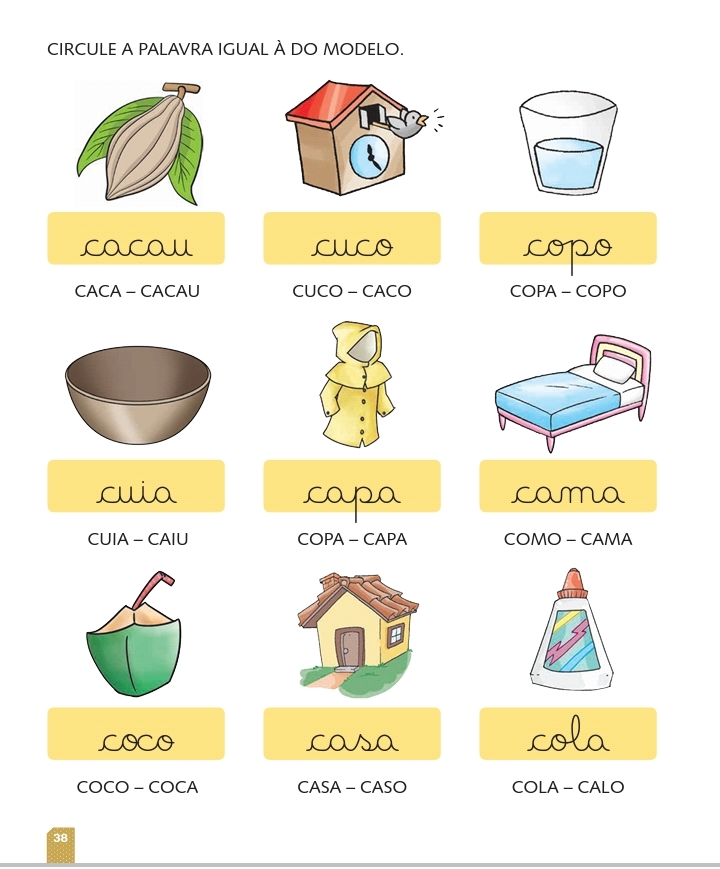 CIRCULE A PALAVRA IGUAL À DO MODELO.
cacau cuco copo
CACA – CACAU CUCO – CACO COPA – COPO
cuia capa cama
CUIA – CAIU COPA – CAPA COMO – CAMA
coco casa cola
COCO – COCA CASA – CASO COLA – CALO
38